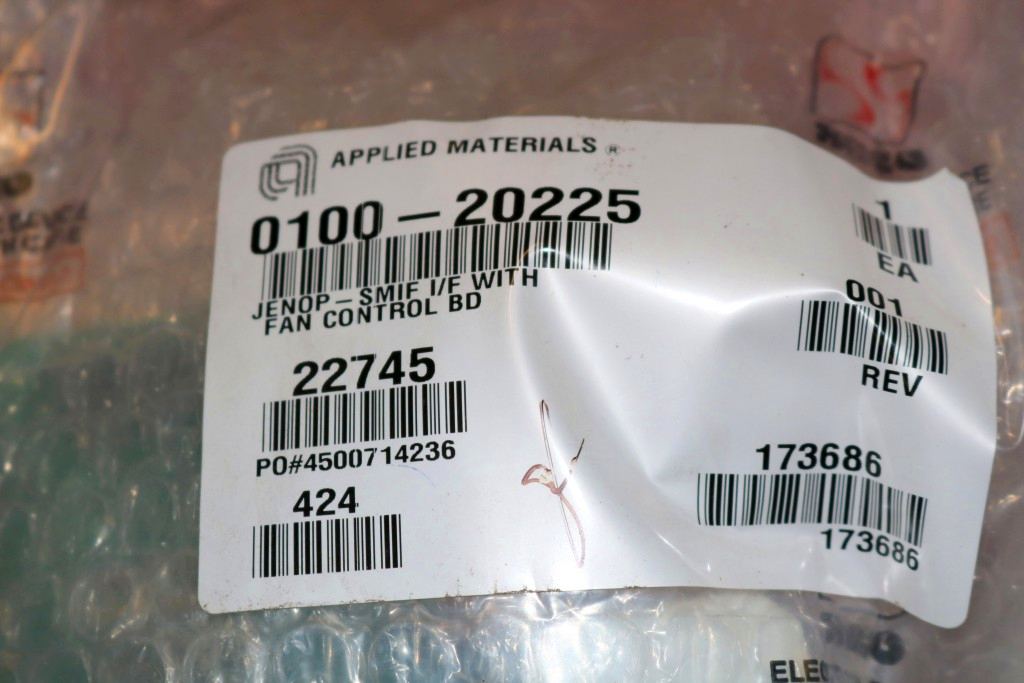 APPLIED MATERIALS ®
0100-20225
JENOP-SMIF I/F WITH
FAN CONTROL BD
22745
PO#4500714236
424
1
EA
001
REV
173686
173686